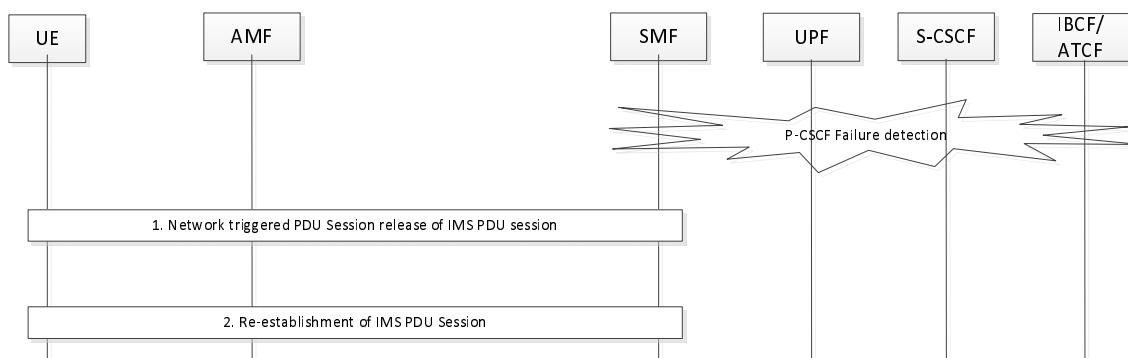 UE
AMF
SMF
UPF
S-CSCF
IBCF/
ATCF
P-CSCF Failure detection
1. Network triggered PDU Session release of IMS PDU session
2. Re-establishment of IMS PDU Session